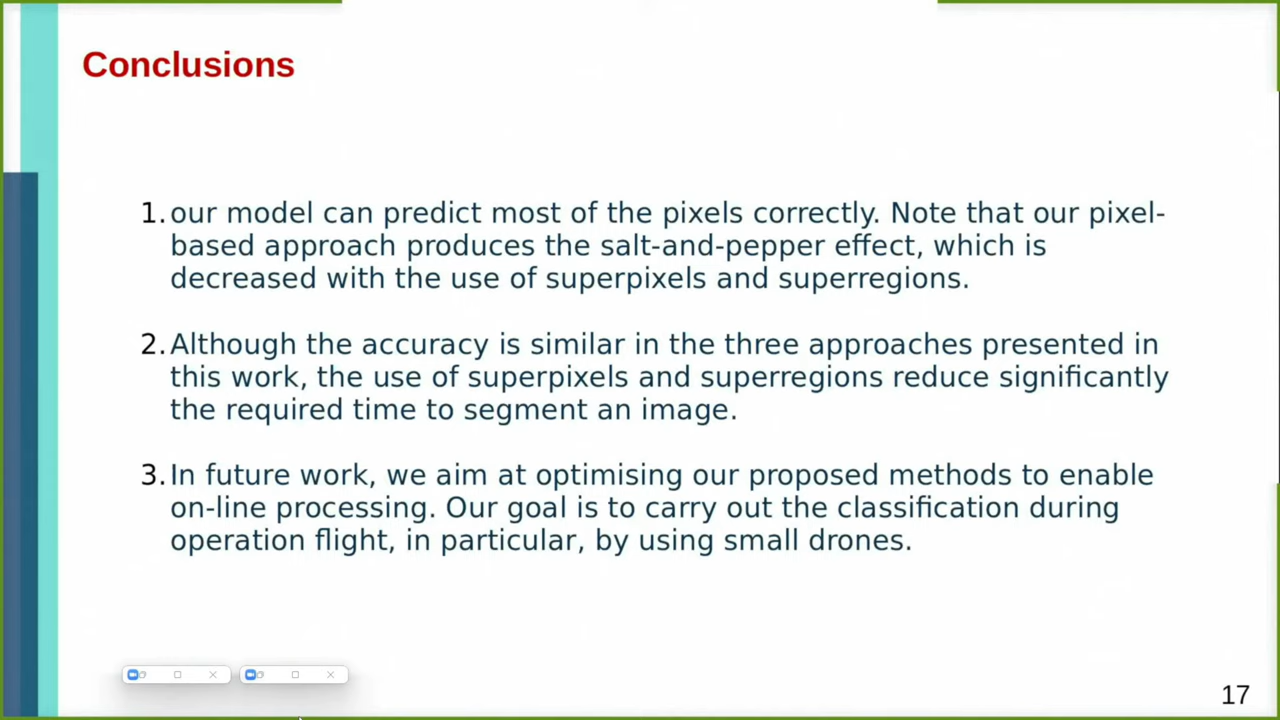 Conclusions
1. our model can predict most of the pixels correctly. Note that our pixel-
based approach produces the salt-and-pepper effect, which is
decreased with the use of superpixels and superregions.
2. Although the accuracy is similar in the three approaches presented in
this work, the use of superpixels and superregions reduce significantly
the required time to segment an image.
3. In future work, we aim at optimising our proposed methods to enable
on-line processing. Our goal is to carry out the classification during
operation flight, in particular, by using small drones.
17